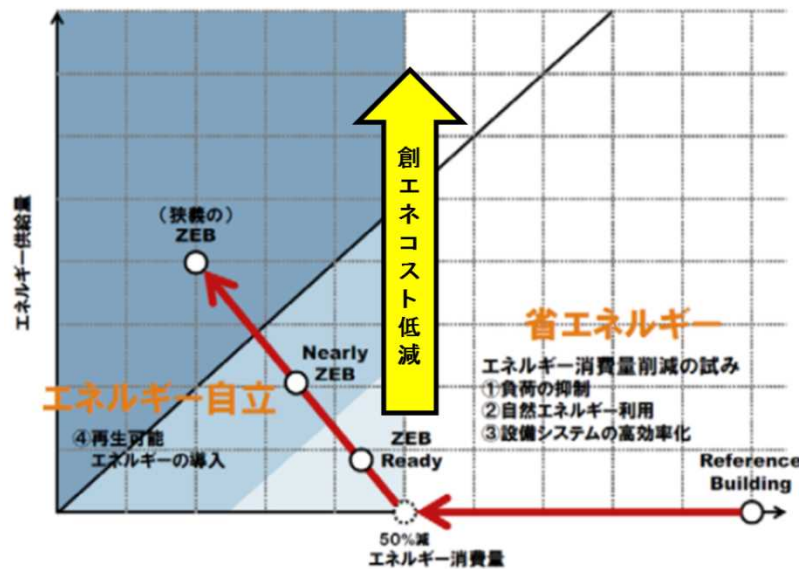 エネルギー供給量
(狭義の)
ZEB
創エネコスト低減
省エネルギー
エネルギー消費量削減の試み
①負荷の抑制
②自然エネルギー利用
③設備システムの高効率化
Nearly
ZEB
エネルギー自立
④再生可能
エネルギーの導入
ZEB
Ready
Reference
Building
50%減
エネルギー消費量